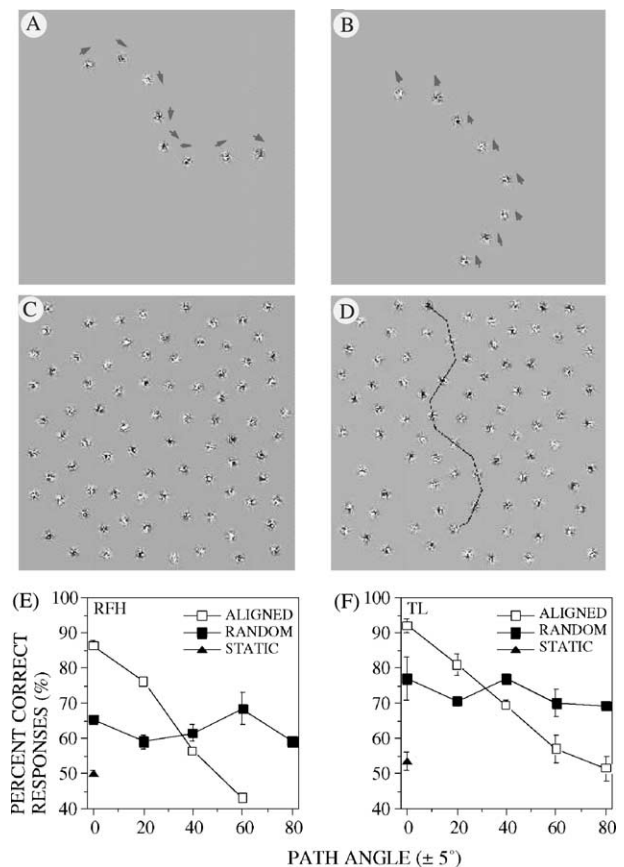 A
B
C
D
(E)
RFH
ALIGNED
RANDOM
STATIC
100
90
80
70
60
50
40
0
20
40
60
80
PERCENT CORRECT
RESPONSES (%)
(F)
TL
ALIGNED
RANDOM
STATIC
100
90
80
70
60
50
40
0
20
40
60
80
PATH ANGLE (± 5°)